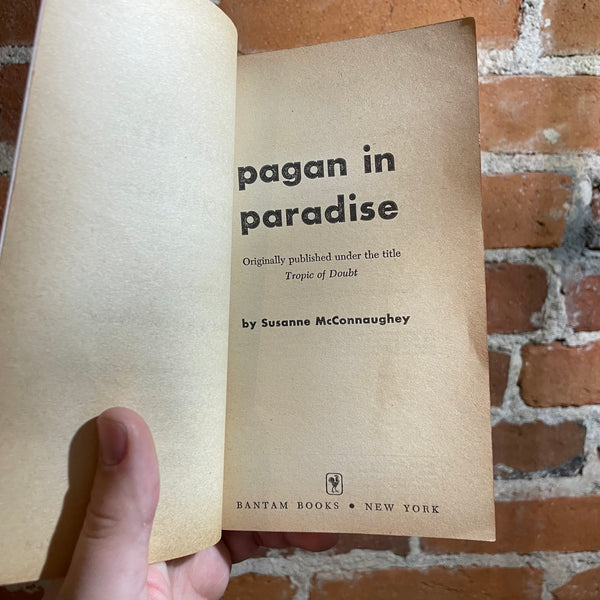 pagan in
paradise
Originally published under the title
Tropic of Doubt
by Susanne McConnaughey
BANTAM BOOKS • NEW YORK